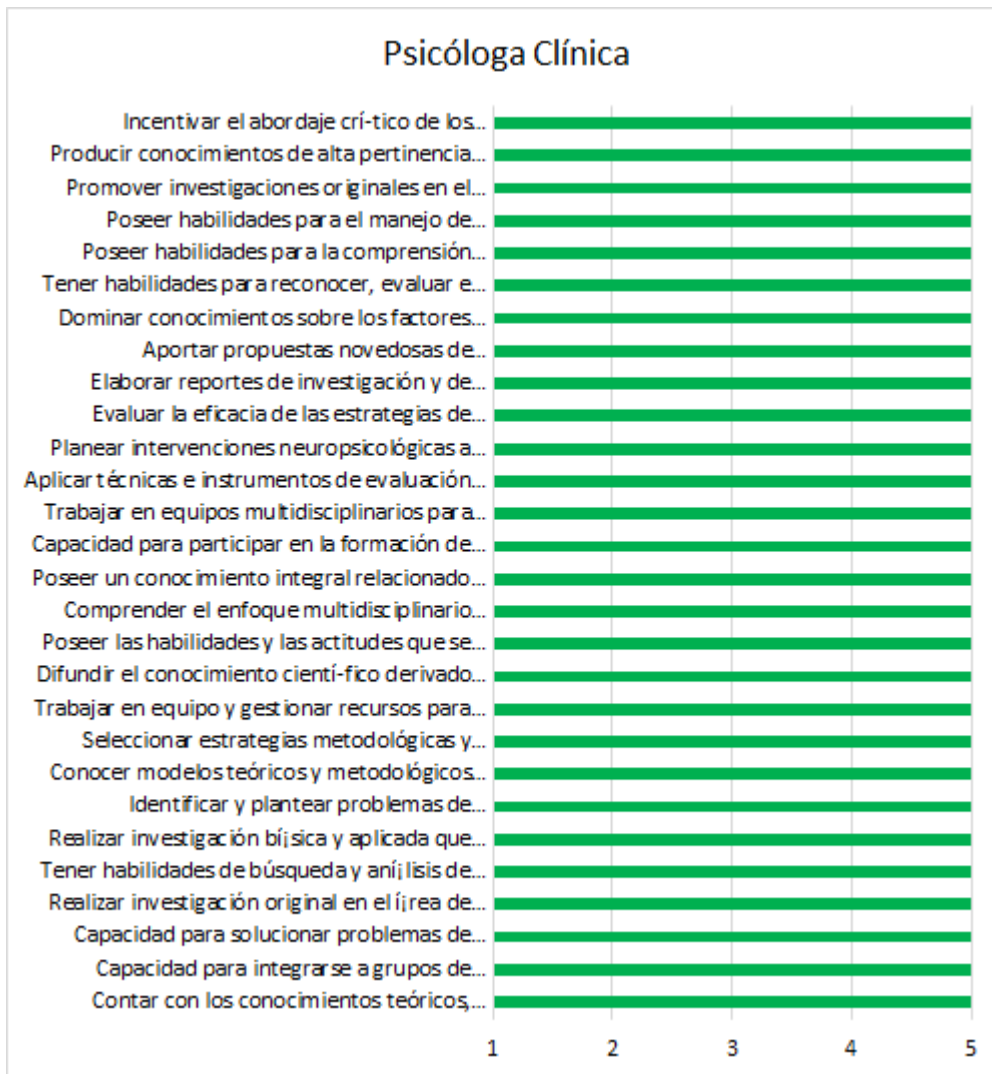 Psicóloga Clínica
Incentivar el abordaje crí-tico de los...
Producir conocimientos de alta pertinencia...
Promover investigaciones originales en el...
Poseer habilidades para el manejo de...
Poseer habilidades para la comprensión...
Tener habilidades para reconocer, evaluar e...
Dominar conocimientos sobre los factores...
Aportar propuestas novedosas de...
Elaborar reportes de investigación y de...
Evaluar la eficacia de las estrategias de...
Planear intervenciones neuropsicológicas a...
Aplicar técnicas e instrumentos de evaluación...
Trabajar en equipos multidisciplinarios para...
Capacidad para participar en la formación de...
Poseer un conocimiento integral relacionado...
Comprender el enfoque multidisciplinario...
Poseer las habilidades y las actitudes que se...
Difundir el conocimiento cientí-fico derivado...
Trabajar en equipo y gestionar recursos para...
Seleccionar estrategias metodológicas y...
Conocer modelos teóricos y metodológicos...
Identificar y plantear problemas de...
Realizar investigación bí¡sica y aplicada que...
Tener habilidades de búsqueda y aní¡lisis de...
Realizar investigación original en el í¡rea de...
Capacidad para solucionar problemas de...
Capacidad para integrarse a grupos de...
Contar con los conocimientos teóricos,...
1 2 3 4 5